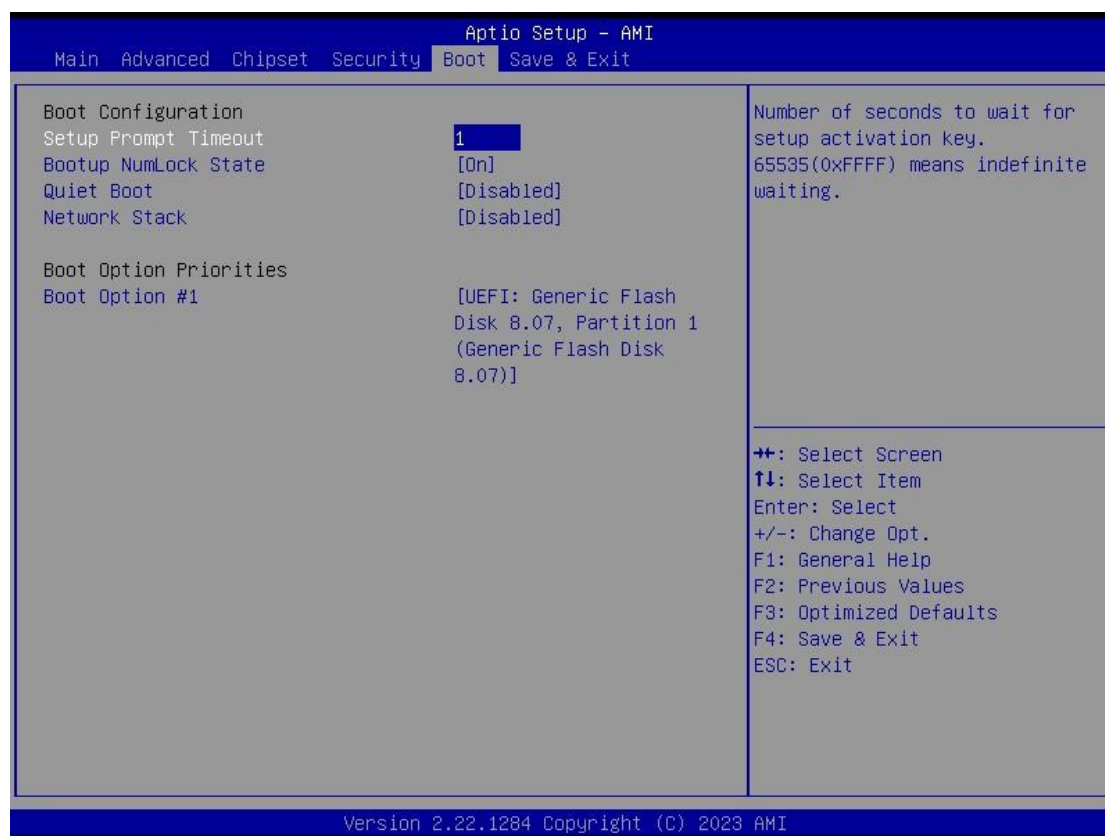 Aptio Setup – AMI
Main Advanced Chipset Security Boot Save & Exit
Boot Configuration
Setup Prompt Timeout 1
Bootup NumLock State [On]
Quiet Boot [Disabled]
Network Stack [Disabled]
Boot Option Priorities
Boot Option #1 [UEFI: Generic Flash
Disk 8.07, Partition 1
(Generic Flash Disk
8.07)]
Number of seconds to wait for
setup activation key.
65535(0xFFFF) means indefinite
waiting.
→←: Select Screen
↑↓: Select Item
Enter: Select
+/-: Change Opt.
F1: General Help
F2: Previous Values
F3: Optimized Defaults
F4: Save & Exit
ESC: Exit
Version 2.22.1284 Copyright (C) 2023 AMI